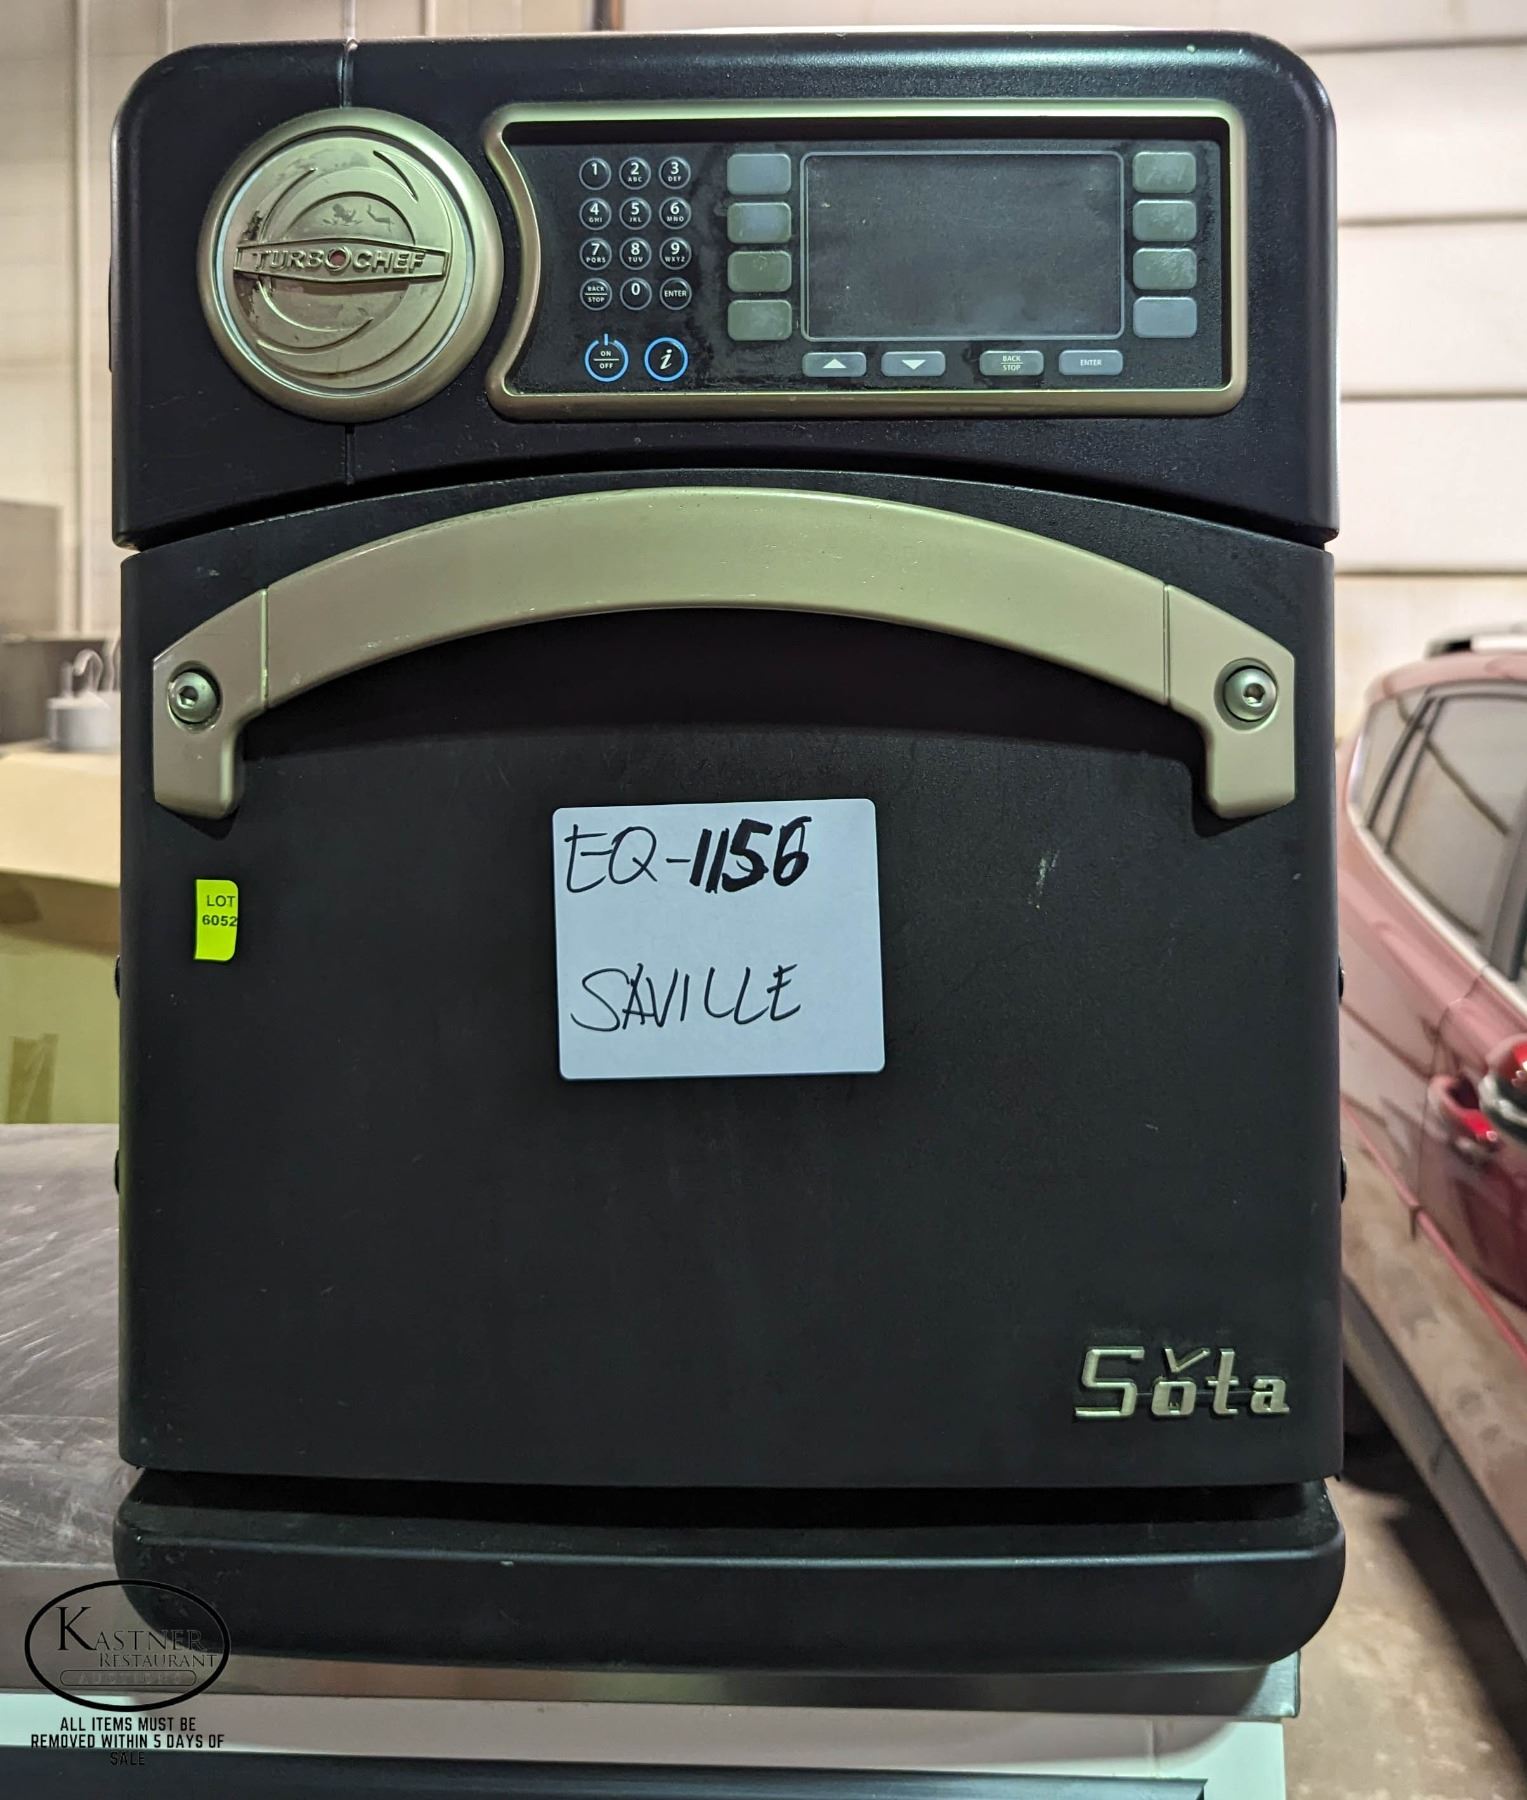 TURBOCHEF
1 2 ABC 3 DEF
4 GHI 5 JKL 6 MNO
7 PQRS 8 TUV 9 WXYZ
BACK STOP 0 ENTER
ON OFF i
BACK STOP ENTER
EQ-1156
SAVILLE
LOT
6052
Sota
KASTNER
RESTAURANT
AUCTIONS
ALL ITEMS MUST BE
REMOVED WITHIN 5 DAYS OF
SALE